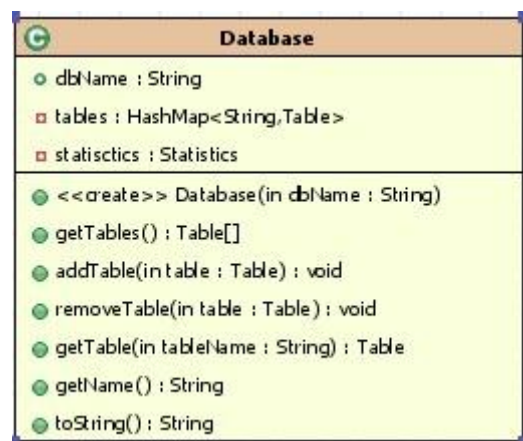 C Database
dbName : String
tables : HashMap<String,Table>
statisctics : Statistics
<<create>> Database(in dbName : String)
getTables() : Table[]
addTable(in table : Table) : void
removeTable(in table : Table) : void
getTable(in tableName : String) : Table
getName() : String
toString() : String